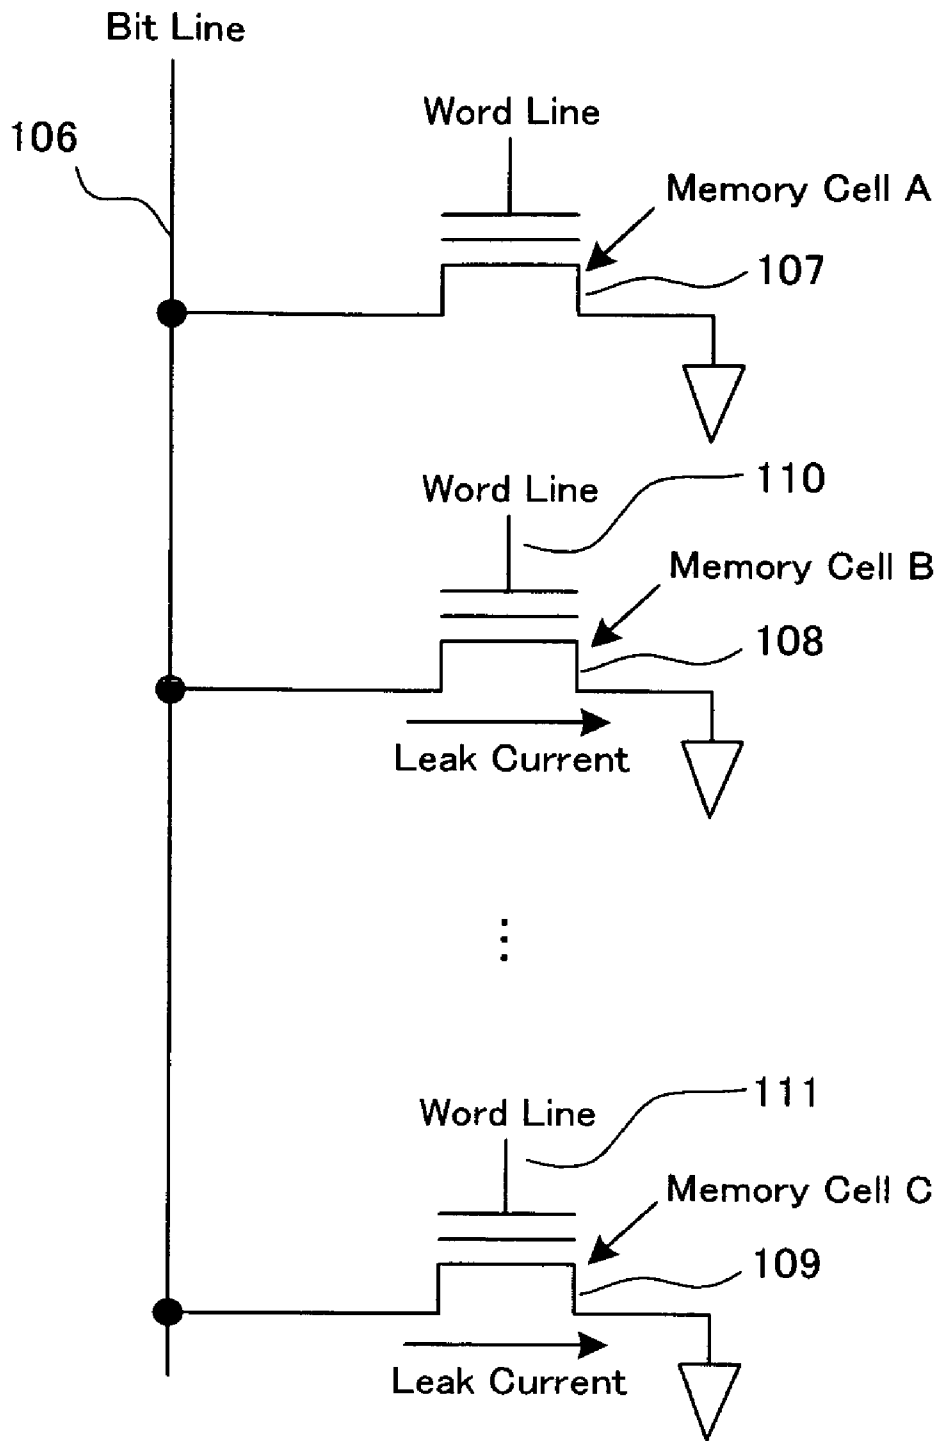 Bit Line
106
Word Line
Memory Cell A
107
110
Word Line
Memory Cell B
108
Leak Current
111
Word Line
Memory Cell C
109
Leak Current